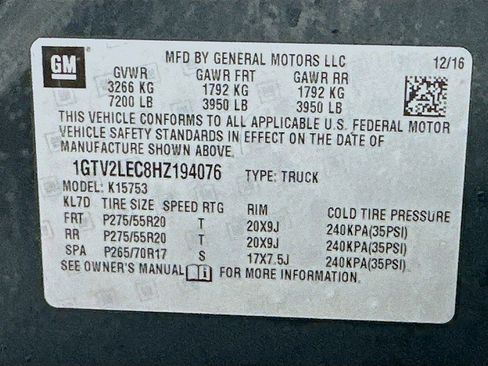 GM
MFD BY GENERAL MOTORS LLC 12/16
GVWR GAWR FRT GAWR RR
3266 KG 1792 KG 1792 KG
7200 LB 3950 LB 3950 LB
THIS VEHICLE CONFORMS TO ALL APPLICABLE U.S. FEDERAL MOTOR
VEHICLE SAFETY STANDARDS IN EFFECT ON THE DATE OF
MANUFACTURE SHOWN ABOVE.
1GTV2LEC8HZ194076 TYPE: TRUCK
MODEL: K15753
KL7D TIRE SIZE SPEED RTG RIM COLD TIRE PRESSURE
FRT P275/55R20 T 20X9J 240KPA(35PSI)
RR P275/55R20 T 20X9J 240KPA(35PSI)
SPA P265/70R17 S 17X7.5J 240KPA(35PSI)
SEE OWNER'S MANUAL FOR MORE INFORMATION.